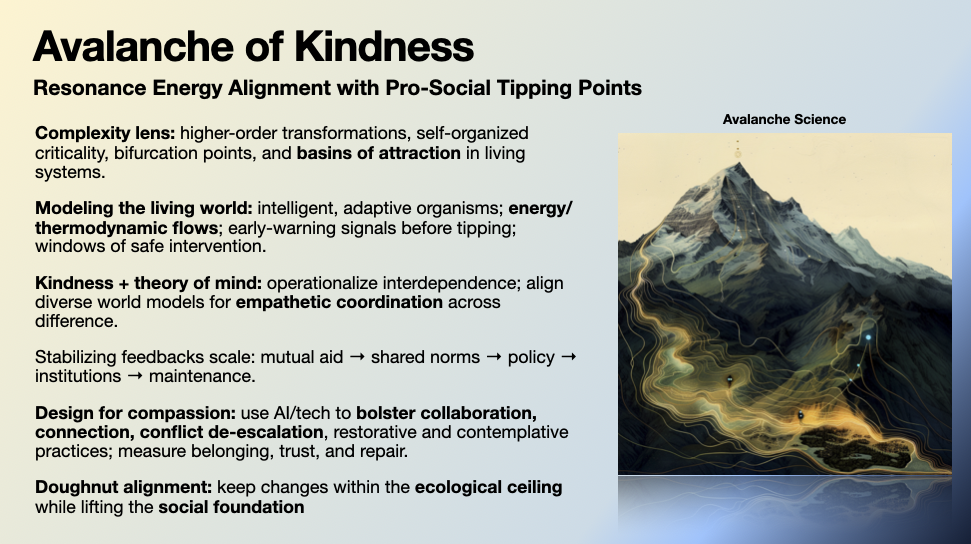 Avalanche of Kindness
Resonance Energy Alignment with Pro-Social Tipping Points
Complexity lens: higher-order transformations, self-organized
criticality, bifurcation points, and basins of attraction in living
systems.
Modeling the living world: intelligent, adaptive organisms; energy/
thermodynamic flows; early-warning signals before tipping;
windows of safe intervention.
Kindness + theory of mind: operationalize interdependence; align
diverse world models for empathetic coordination across
difference.
Stabilizing feedbacks scale: mutual aid → shared norms → policy →
institutions → maintenance.
Design for compassion: use AI/tech to bolster collaboration,
connection, conflict de-escalation, restorative and contemplative
practices; measure belonging, trust, and repair.
Doughnut alignment: keep changes within the ecological ceiling
while lifting the social foundation
Avalanche Science